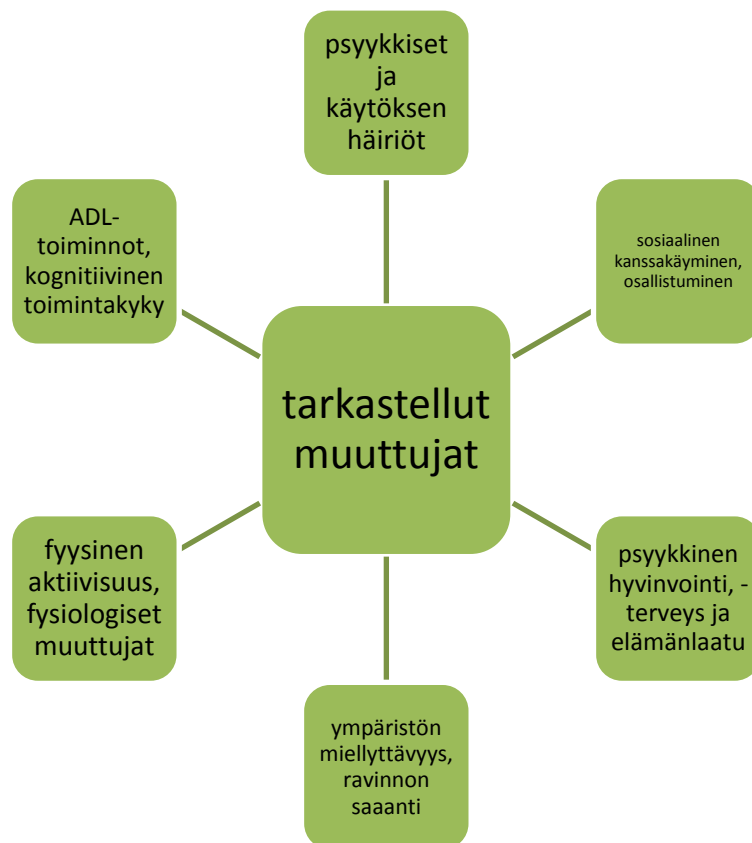 psyykkiset
ja
käytöksen
häiriöt
ADL-
toiminnot,
kognitiivinen
toimintakyky
sosiaalinen
kanssakäyminen,
osallistuminen
tarkastellut
muuttujat
fyysinen
aktiivisuus,
fysiologiset
muuttujat
psyykkinen
hyvinvointi, -
terveys ja
elämänlaatu
ympäristön
miellyttävyys,
ravinnon
saaanti